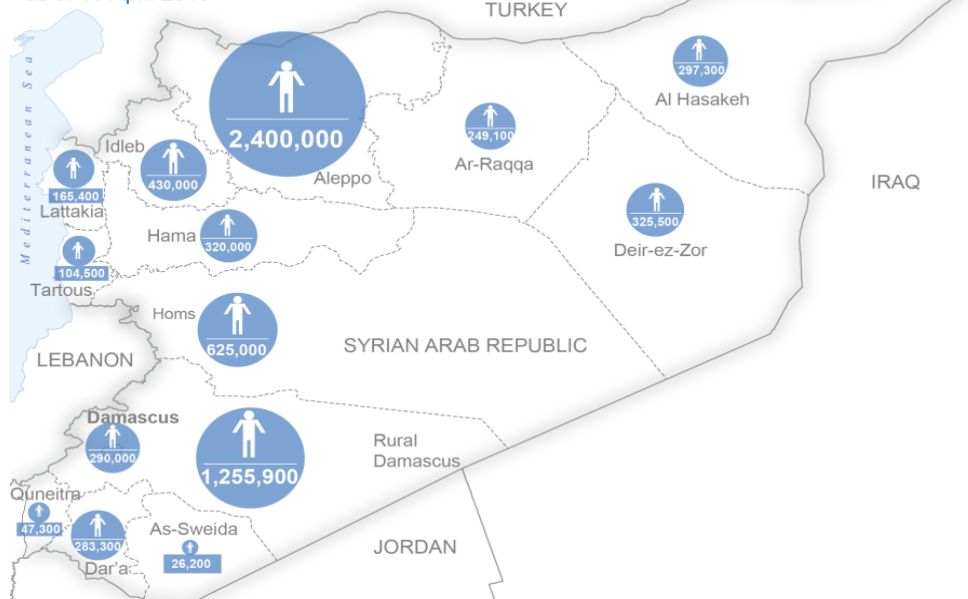 TURKEY
297,300
Al Hasakeh
2,400,000
249,100
Ar-Raqqa
Idleb
430,000
Aleppo
165,400
Lattakia
Mediterranean Sea
IRAQ
325,500
Deir-ez-Zor
Hama
320,000
104,500
Tartous
Homs
625,000
SYRIAN ARAB REPUBLIC
LEBANON
Damascus
290,000
1,255,900
Rural
Damascus
Quneitra
47,300
283,300
Dar'a
As-Sweida
26,200
JORDAN